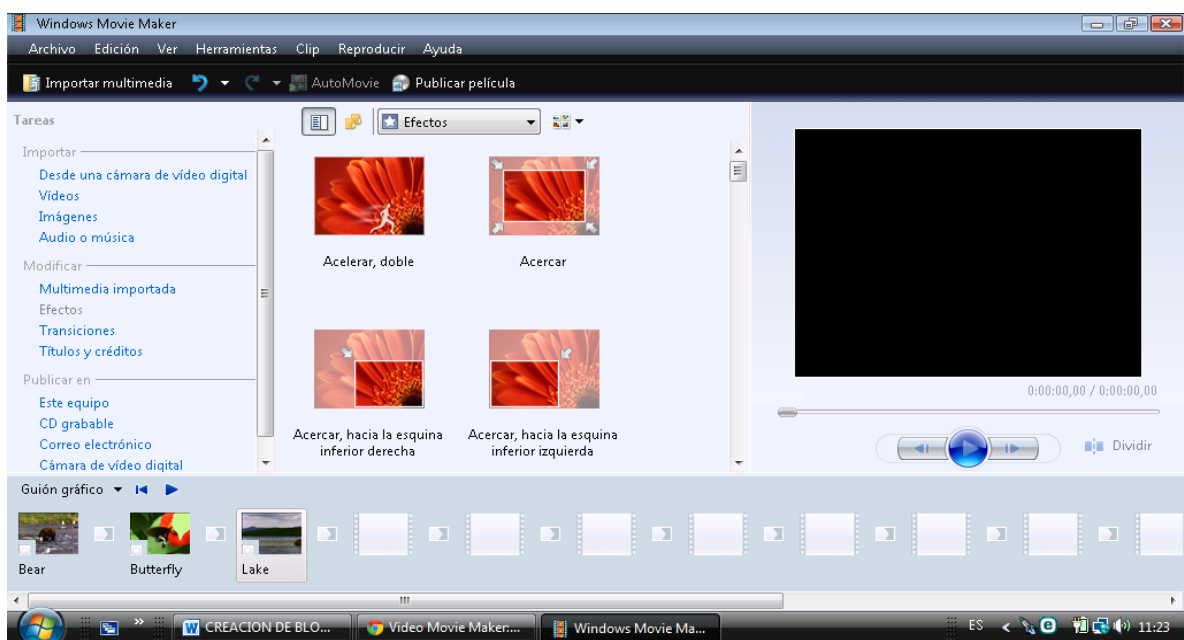 Windows Movie Maker
Archivo Edición Ver Herramientas Clip Reproducir Ayuda
Importar multimedia AutoMovie Publicar película
Tareas
Efectos
Importar
Desde una cámara de vídeo digital
Vídeos
Imágenes
Audio o música
Modificar
Multimedia importada
Efectos
Transiciones
Títulos y créditos
Publicar en
Este equipo
CD grabable
Correo electrónico
Cámara de vídeo digital
Acelerar, doble
Acercar
Acercar, hacia la esquina
inferior derecha
Acercar, hacia la esquina
inferior izquierda
0:00:00,00 / 0:00:00,00
Dividir
Guión gráfico
Bear
Butterfly
Lake
CREACION DE BLO...
Video Movie Maker:...
Windows Movie Ma...
ES
11:23